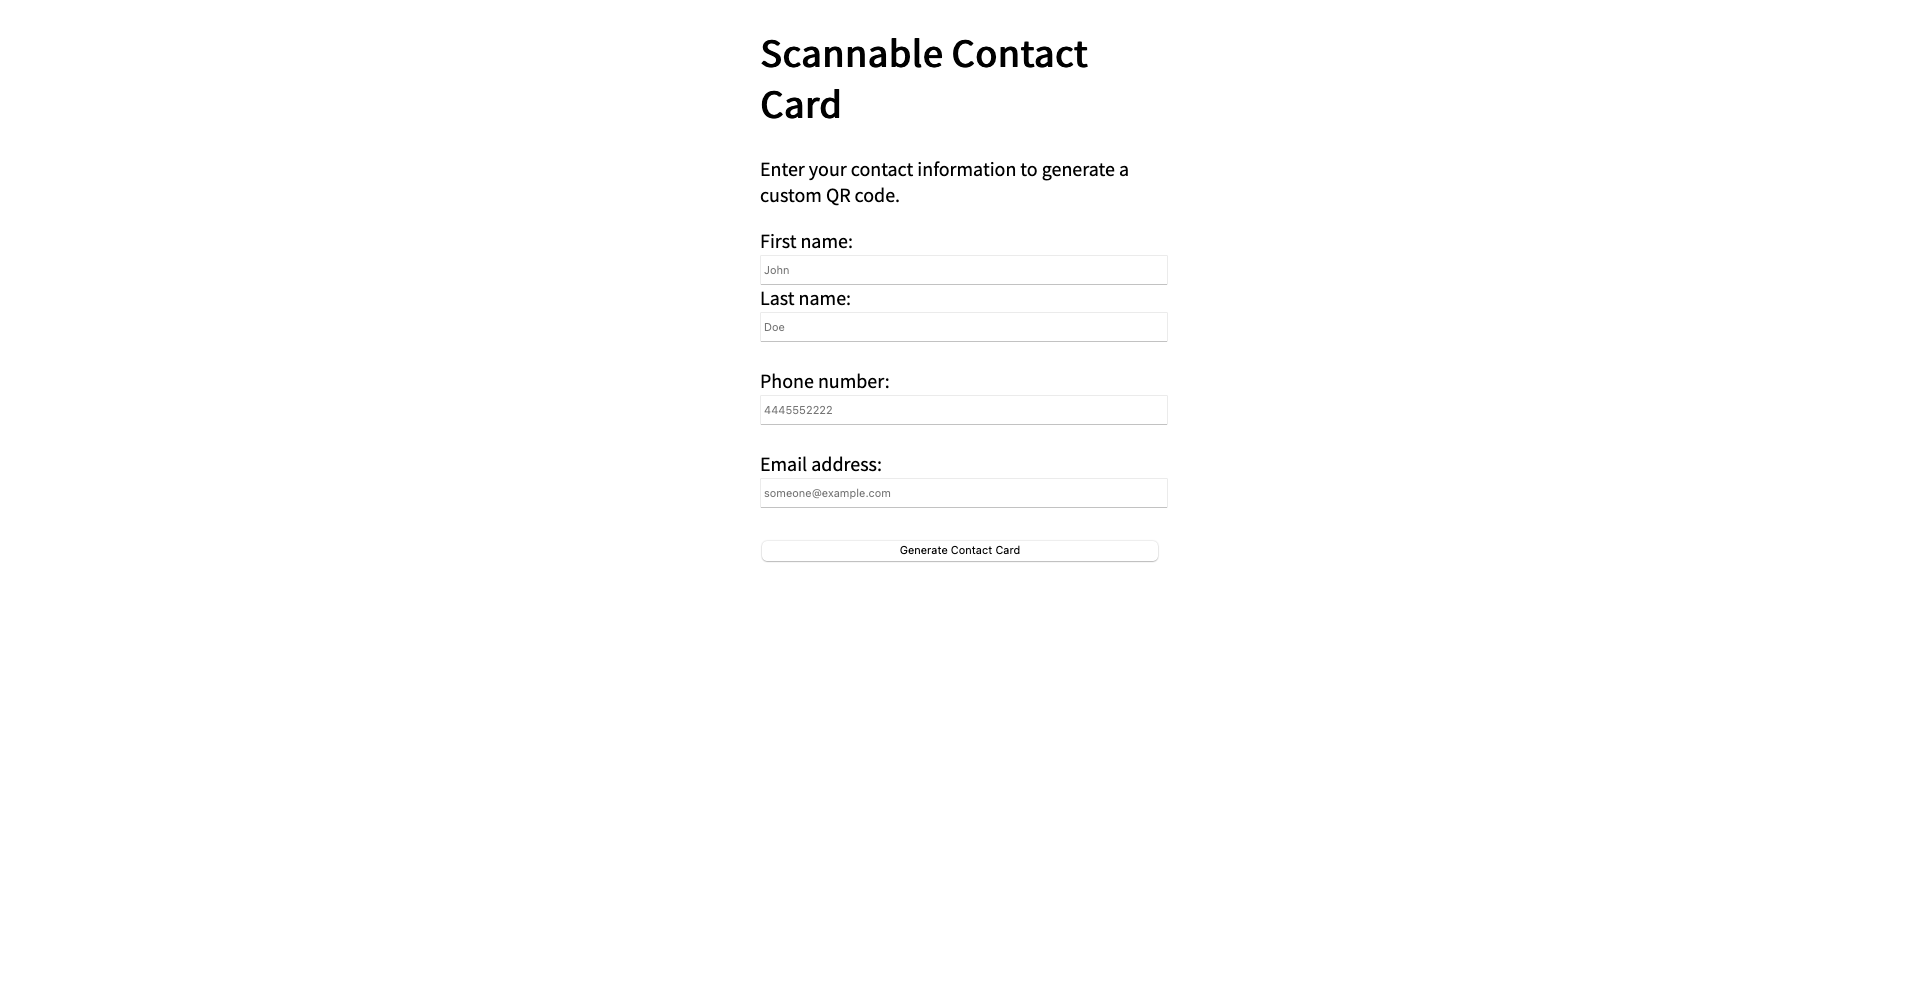 Scannable Contact
Card
Enter your contact information to generate a
custom QR code.
First name:
John
Last name:
Doe
Phone number:
4445552222
Email address:
someone@example.com
Generate Contact Card